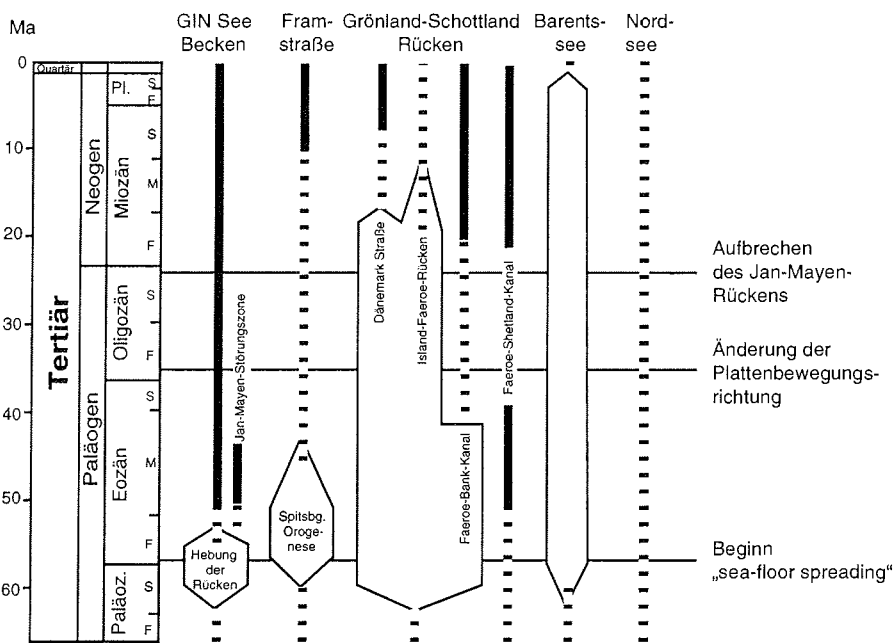 Ma
GIN See
Becken
Fram-
straße
Grönland-Schottland
Rücken
Barents-
see
Nord-
see
0
10
20
30
40
50
60
Quartär
Tertiär
Neogen
Paläogen
Pl.
Miozän
Oligozän
Eozän
Paläoz.
S
F
S
M
F
S
F
S
M
F
S
F
Jan-Mayen-Störungszone
Hebung
der
Rücken
Spitsbg.
Oroge-
nese
Dänemark Straße
Island-Faeroe-Rücken
Faeroe-Bank-Kanal
Faeroe-Shetland-Kanal
Aufbrechen
des Jan-Mayen-
Rückens
Änderung der
Plattenbewegungs-
richtung
Beginn
„sea-floor spreading“